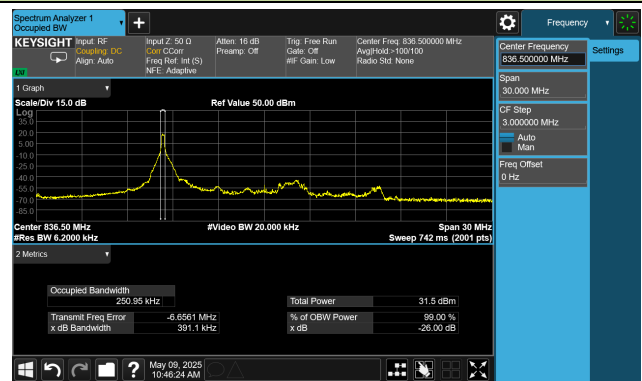 Spectrum Analyzer 1
Occupied BW
Frequency
KEYSIGHT
Input: RF
Coupling: DC
Align: Auto
Input Z: 50 Ω
Corr CCorr
Freq Ref: Int (S)
NFE: Adaptive
Atten: 16 dB
Preamp: Off
Trig: Free Run
Gate: Off
#IF Gain: Low
Center Freq: 836.500000 MHz
Avg|Hold:>100/100
Radio Std: None
LXI
Center Frequency
836.500000 MHz
Settings
Span
30.000 MHz
CF Step
3.000000 MHz
Auto
Man
Freq Offset
0 Hz
1 Graph
Scale/Div 15.0 dB
Ref Value 50.00 dBm
Log
35.0
20.0
5.00
-10.0
-25.0
-40.0
-55.0
-70.0
-85.0
Center 836.50 MHz
#Video BW 20.000 kHz
Span 30 MHz
#Res BW 6.2000 kHz
Sweep 742 ms (2001 pts)
2 Metrics
Occupied Bandwidth
250.95 kHz
Total Power
31.5 dBm
Transmit Freq Error
-6.6561 MHz
% of OBW Power
99.00 %
x dB Bandwidth
391.1 kHz
x dB
-26.00 dB
May 09, 2025
10:46:24 AM